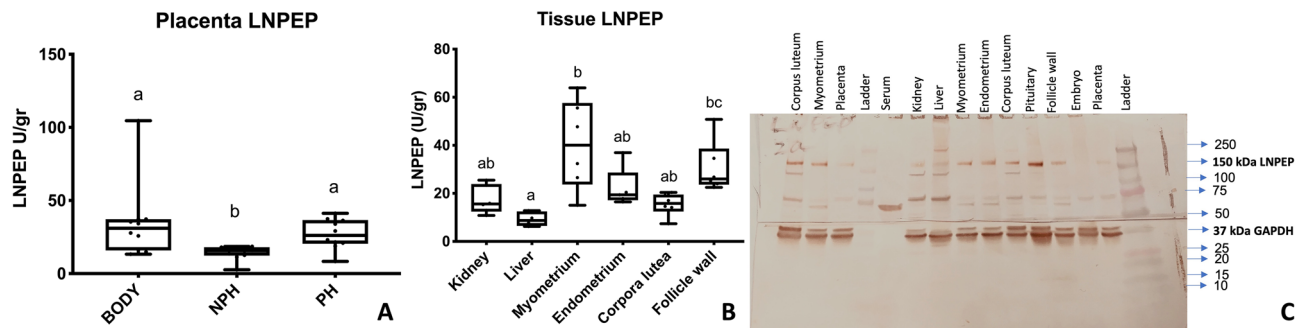 Placenta LNPEP
LNPEP U/gr
150
100
50
0
a
b
a
BODY
NPH
PH
A
Tissue LNPEP
LNPEP (U/gr)
80
60
40
20
0
ab
a
b
ab
ab
bc
Kidney
Liver
Myometrium
Endometrium
Corpora lutea
Follicle wall
B
Corpus luteum
Myometrium
Placenta
Ladder
Serum
Kidney
Liver
Myometrium
Endometrium
Corpus luteum
Pituitary
Follicle wall
Embryo
Placenta
Ladder
250
150 kDa LNPEP
100
75
50
37 kDa GAPDH
25
20
15
10
C